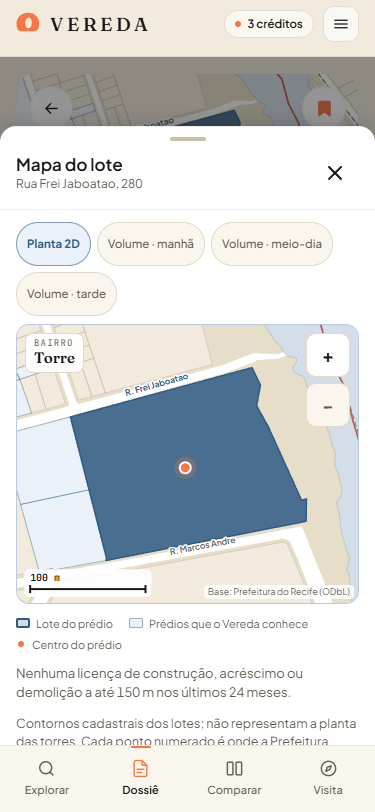 VEREDA
3 créditos
Mapa do lote
Rua Frei Jaboatao, 280
Planta 2D
Volume · manhã
Volume · meio-dia
Volume · tarde
BAIRRO
Torre
+
−
R. Frei Jaboatao
R. Marcos André
100 m
Base: Prefeitura do Recife (ODbL)
Lote do prédio
Prédios que o Vereda conhece
Centro do prédio
Nenhuma licença de construção, acréscimo ou
demolição a até 150 m nos últimos 24 meses.
Contornos cadastrais dos lotes; não representam a planta
das torres. Cada ponto numerado é onde a Prefeitura
Explorar
Dossiê
Comparar
Visita